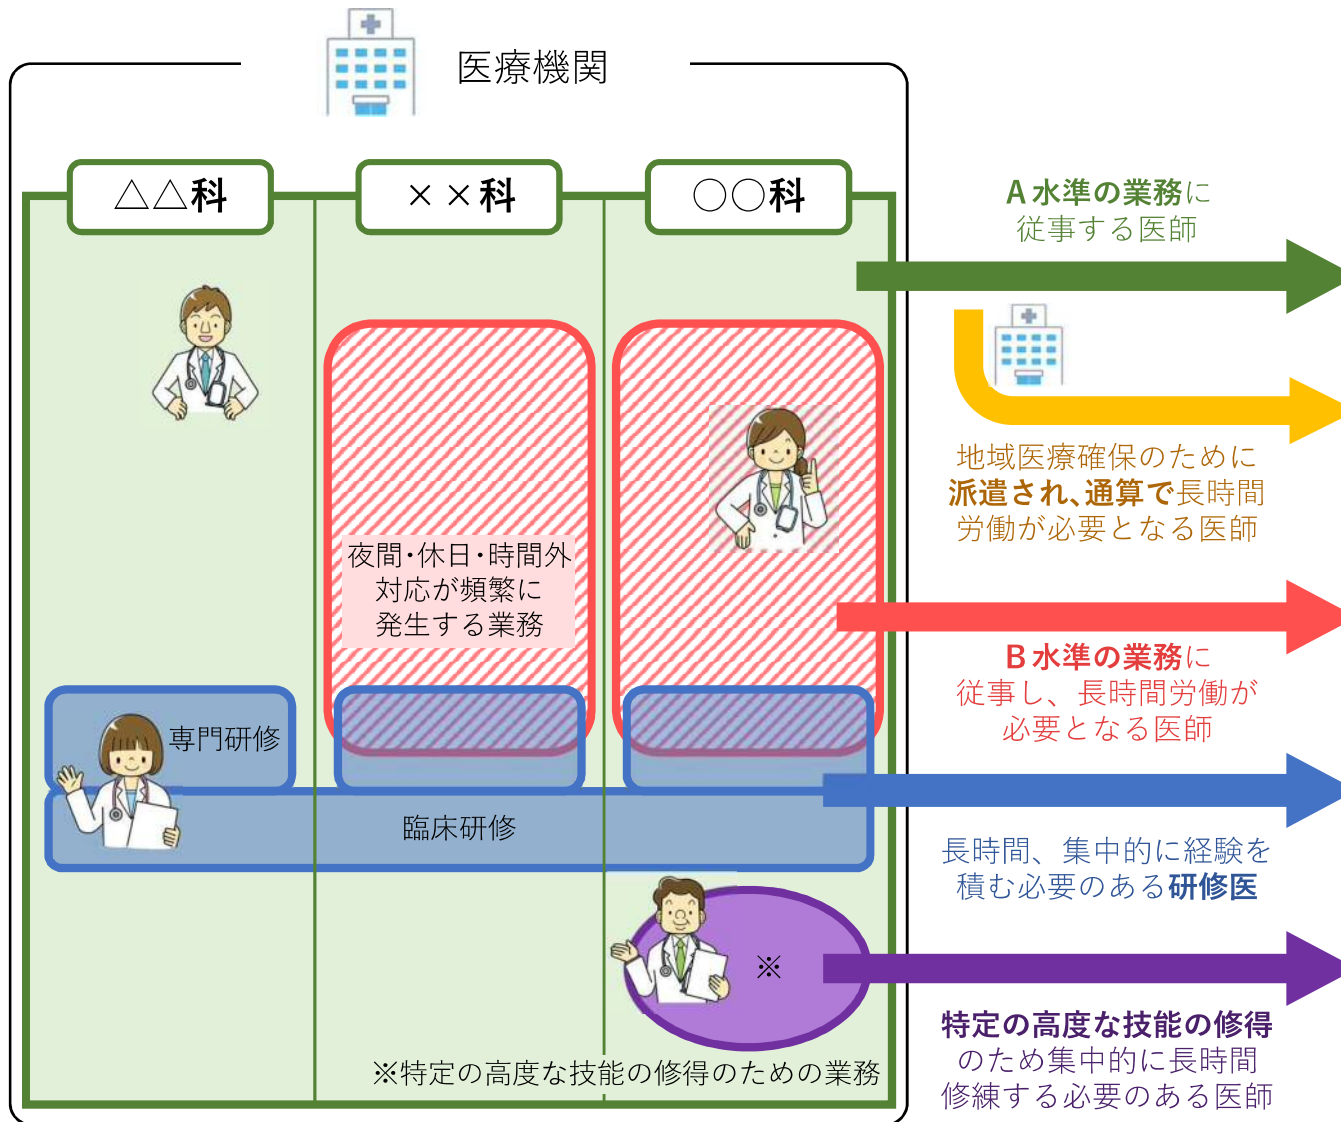 医療機関
△△科
××科
○○科
夜間・休日・時間外
対応が頻繁に
発生する業務
専門研修
臨床研修
※
※特定の高度な技能の修得のための業務
A水準の業務に
従事する医師
地域医療確保のために
派遣され、通算で長時間
労働が必要となる医師
B水準の業務に
従事し、長時間労働が
必要となる医師
長時間、集中的に経験を
積む必要のある研修医
特定の高度な技能の修得
のため集中的に長時間
修練する必要のある医師